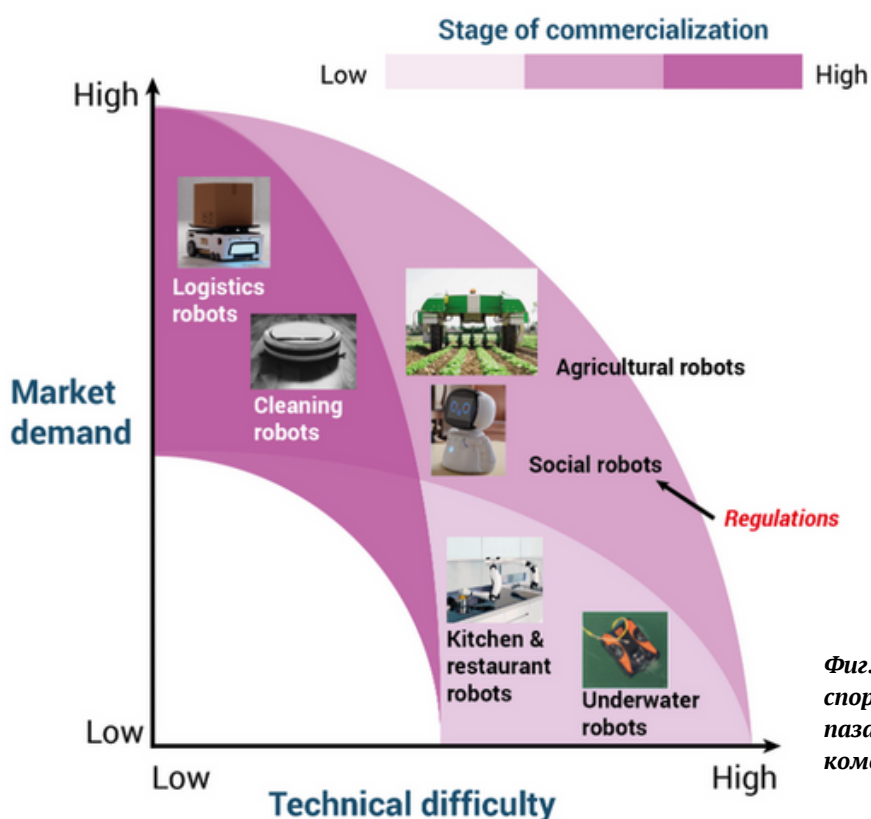 Stage of commercialization
Low
High
High
Logistics
robots
Cleaning
robots
Agricultural robots
Social robots
Regulations
Market
demand
Kitchen &
restaurant
robots
Underwater
robots
Low
Low
High
Technical difficulty
Фиг.
спор
паза